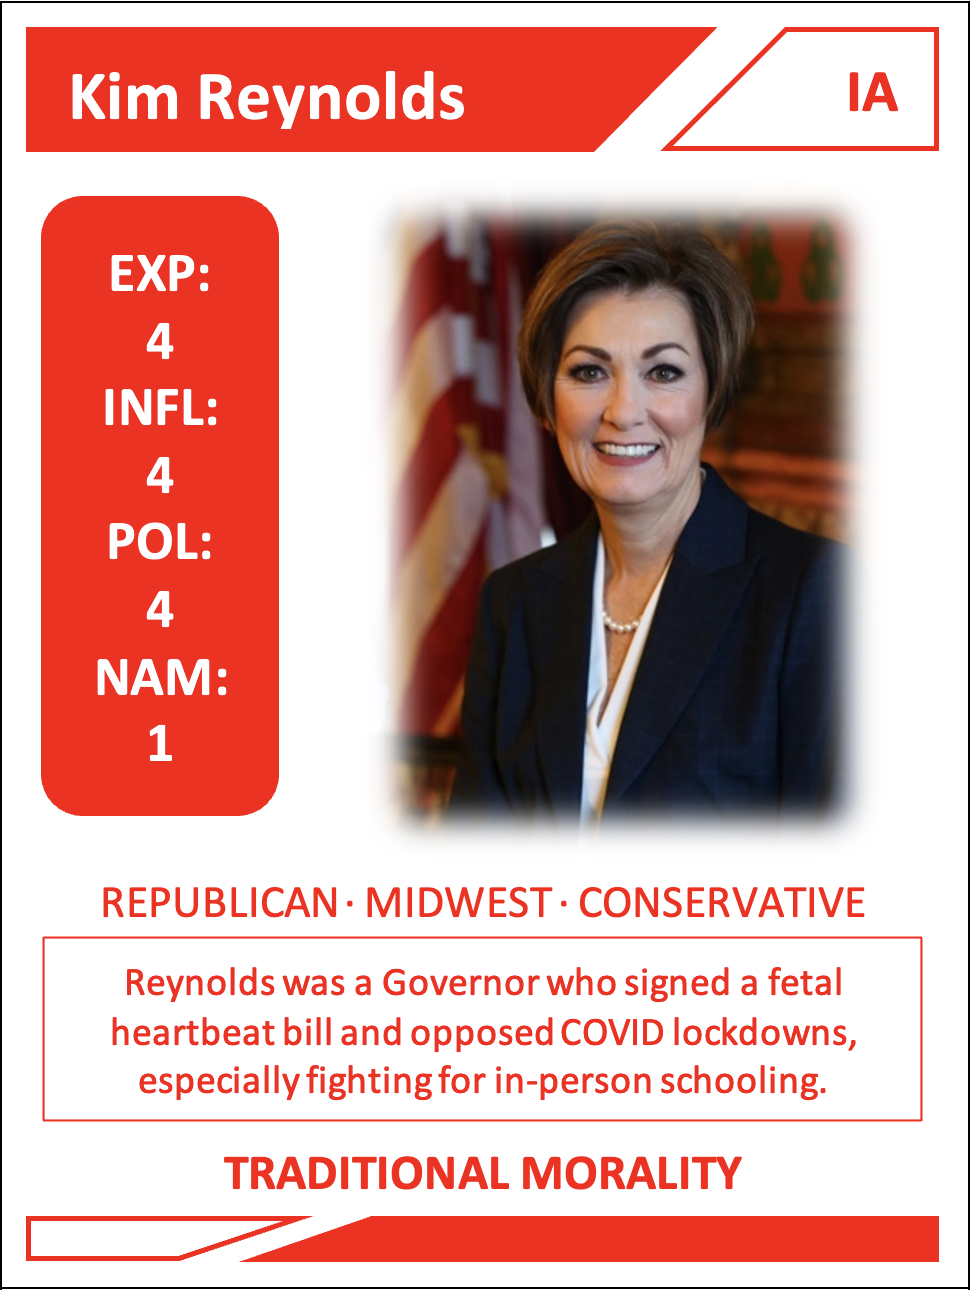 Kim Reynolds
IA
EXP:
4
INFL:
4
POL:
4
NAM:
1
REPUBLICAN · MIDWEST · CONSERVATIVE
Reynolds was a Governor who signed a fetal
heartbeat bill and opposed COVID lockdowns,
especially fighting for in-person schooling.
TRADITIONAL MORALITY